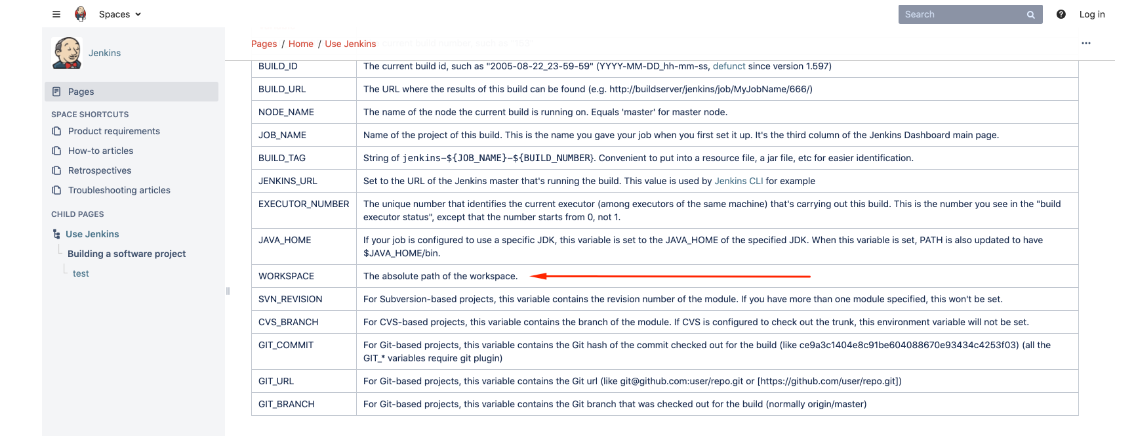 Spaces
Search
Log in
Jenkins
Pages
SPACE SHORTCUTS
Product requirements
How-to articles
Retrospectives
Troubleshooting articles
CHILD PAGES
Use Jenkins
Building a software project
test
Pages / Home / Use Jenkins
BUILD_ID The current build id, such as "2005-08-22_23-59-59" (YYYY-MM-DD_hh-mm-ss, defunct since version 1.597)
BUILD_URL The URL where the results of this build can be found (e.g. http://buildserver/jenkins/job/MyJobName/666/)
NODE_NAME The name of the node the current build is running on. Equals 'master' for master node.
JOB_NAME Name of the project of this build. This is the name you gave your job when you first set it up. It's the third column of the Jenkins Dashboard main page.
BUILD_TAG String of jenkins-${JOB_NAME}-${BUILD_NUMBER}. Convenient to put into a resource file, a jar file, etc for easier identification.
JENKINS_URL Set to the URL of the Jenkins master that's running the build. This value is used by Jenkins CLI for example
EXECUTOR_NUMBER The unique number that identifies the current executor (among executors of the same machine) that's carrying out this build. This is the number you see in the "build
executor status", except that the number starts from 0, not 1.
JAVA_HOME If your job is configured to use a specific JDK, this variable is set to the JAVA_HOME of the specified JDK. When this variable is set, PATH is also updated to have
$JAVA_HOME/bin.
WORKSPACE The absolute path of the workspace.
SVN_REVISION For Subversion-based projects, this variable contains the revision number of the module. If you have more than one module specified, this won't be set.
CVS_BRANCH For CVS-based projects, this variable contains the branch of the module. If CVS is configured to check out the trunk, this environment variable will not be set.
GIT_COMMIT For Git-based projects, this variable contains the Git hash of the commit checked out for the build (like ce9a3c1404e8c91be604088670e93434c4253f03) (all the
GIT_* variables require git plugin)
GIT_URL For Git-based projects, this variable contains the Git url (like git@github.com:user/repo.git or [https://github.com/user/repo.git])
GIT_BRANCH For Git-based projects, this variable contains the Git branch that was checked out for the build (normally origin/master)